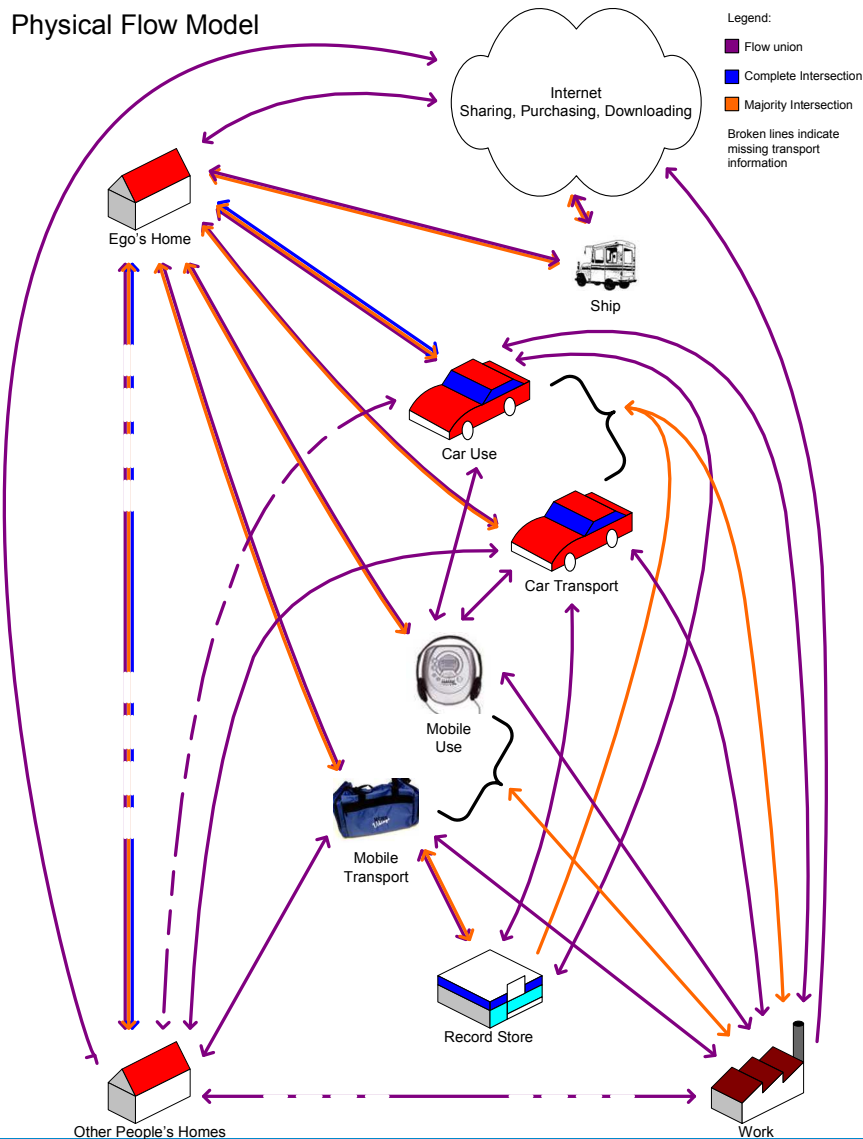 Physical Flow Model
Legend:
Flow union
Complete Intersection
Majority Intersection
Broken lines indicate
missing transport
information
Internet
Sharing, Purchasing, Downloading
Ego's Home
Ship
Car Use
Car Transport
Mobile
Use
Mobile
Transport
Record Store
Other People's Homes
Work